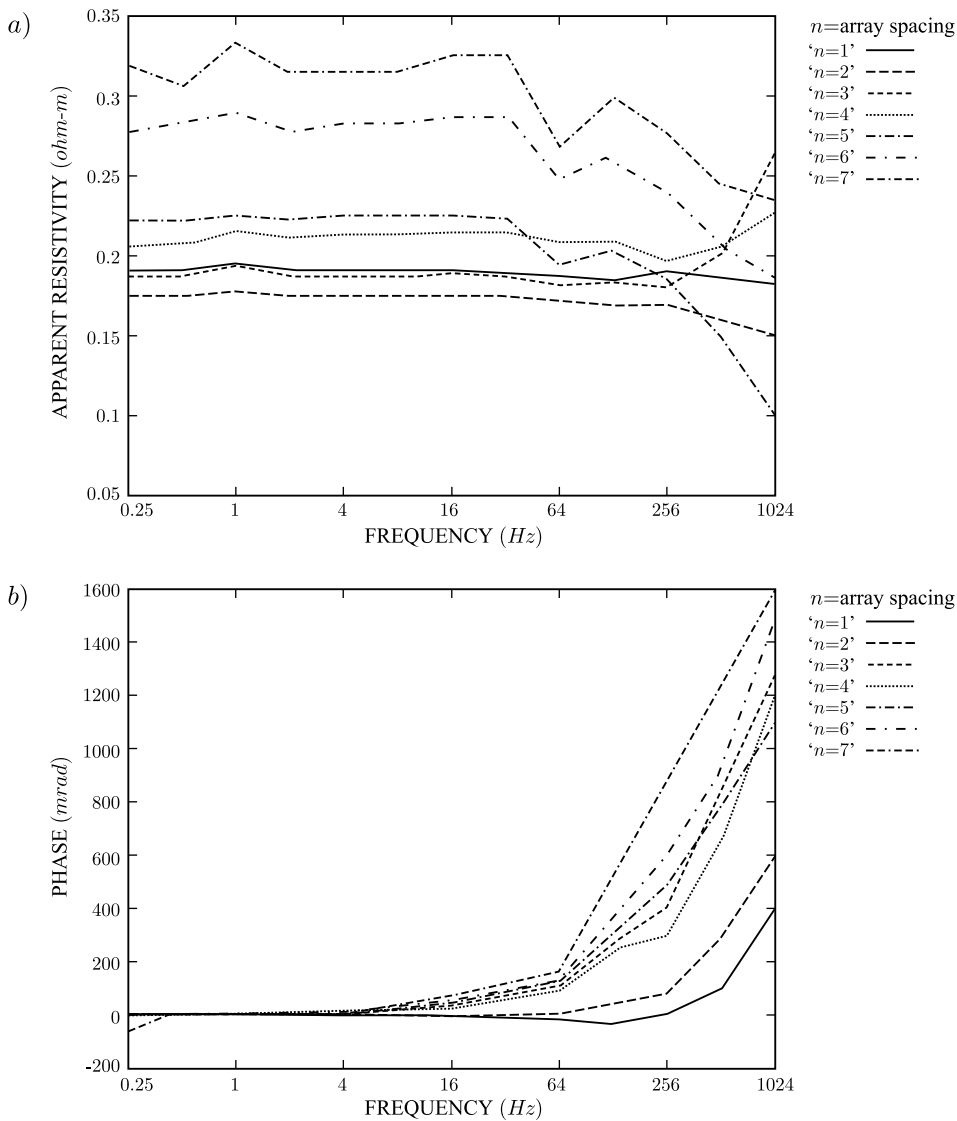 a)
n=array spacing
‘n=1’
‘n=2’
‘n=3’
‘n=4’
‘n=5’
‘n=6’
‘n=7’
APPARENT RESISTIVITY (ohm-m)
0.35
0.3
0.25
0.2
0.15
0.1
0.05
0.25 1 4 16 64 256 1024
FREQUENCY (Hz)
b)
n=array spacing
‘n=1’
‘n=2’
‘n=3’
‘n=4’
‘n=5’
‘n=6’
‘n=7’
PHASE (mrad)
1600
1400
1200
1000
800
600
400
200
0
-200
0.25 1 4 16 64 256 1024
FREQUENCY (Hz)